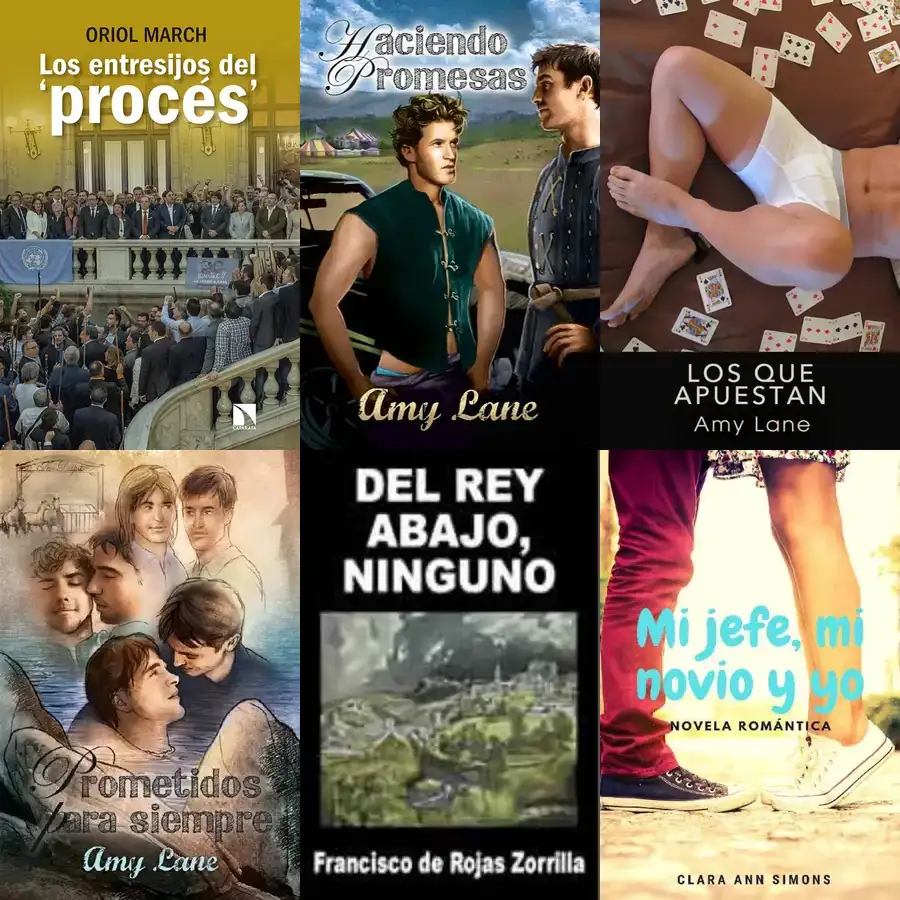 ORIOL MARCH
Los entresijos del
‘procés’
CATARATA
Haciendo
Promesas
Amy Lane
LOS QUE
APUESTAN
Amy Lane
Prometidos
para siempre
Amy Lane
DEL REY
ABAJO,
NINGUNO
Francisco de Rojas Zorrilla
Mi jefe, mi
novio y yo
NOVELA ROMÁNTICA
CLARA ANN SIMONS